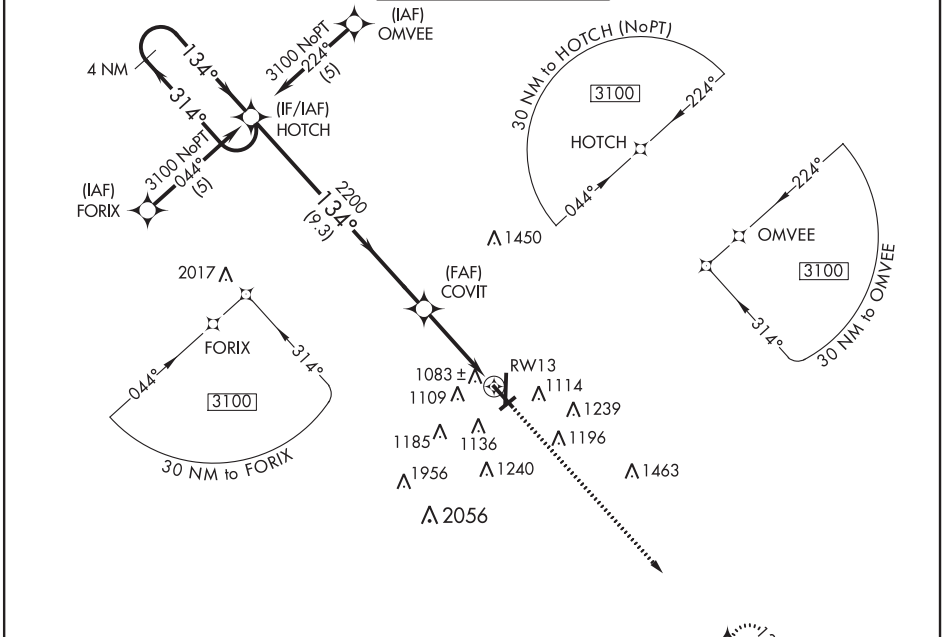 (IAF)
OMVEE
3100 NoPT
224°
(5)
4 NM
134°
314°
(IF/IAF)
HOTCH
3100 NoPT
044°
(5)
(IAF)
FORIX
2200
134°
(9.3)
30 NM to HOTCH (NoPT)
3100
224°
HOTCH
044°
1450
224°
OMVEE
3100
314°
30 NM to OMVEE
2017
FORIX
044°
314°
3100
30 NM to FORIX
(FAF)
COVIT
RW13
1083 ±
1109
1114
1239
1185
1136
1196
1956
1240
1463
2056